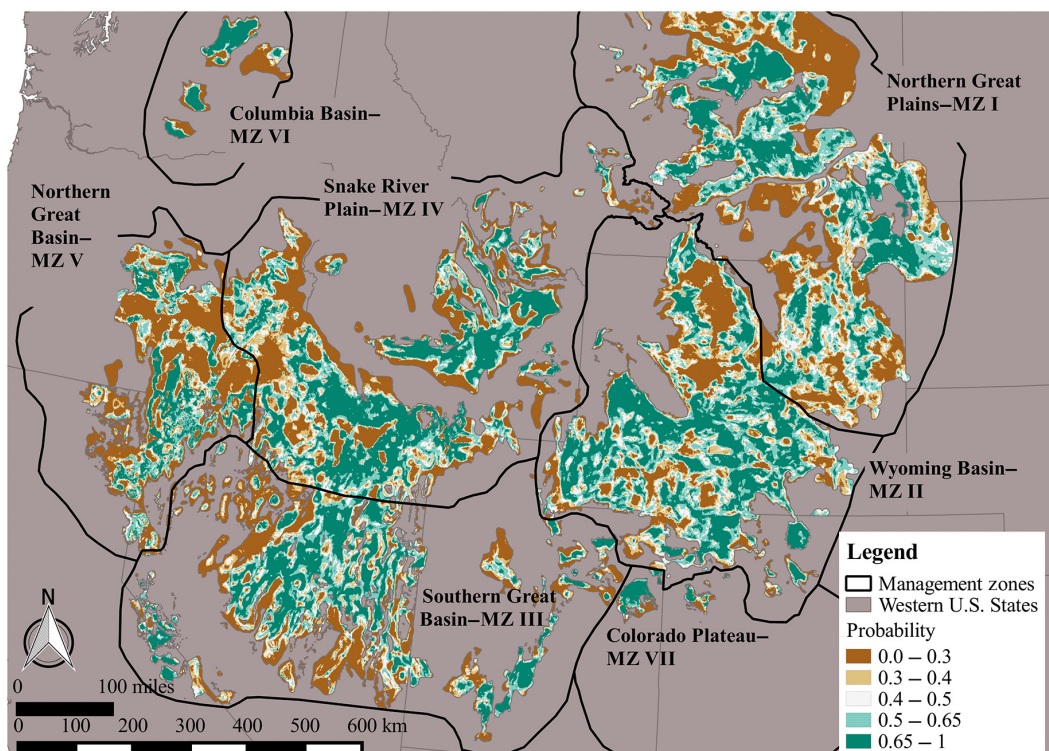 Northern Great
Plains–MZ I
Columbia Basin–
MZ VI
Northern
Great
Basin–
MZ V
Snake River
Plain–MZ IV
Wyoming Basin–
MZ II
Southern Great
Basin–MZ III
Colorado Plateau–
MZ VII
N
0 100 miles
0 100 200 300 400 500 600 km
Legend
Management zones
Western U.S. States
Probability
0.0 – 0.3
0.3 – 0.4
0.4 – 0.5
0.5 – 0.65
0.65 – 1